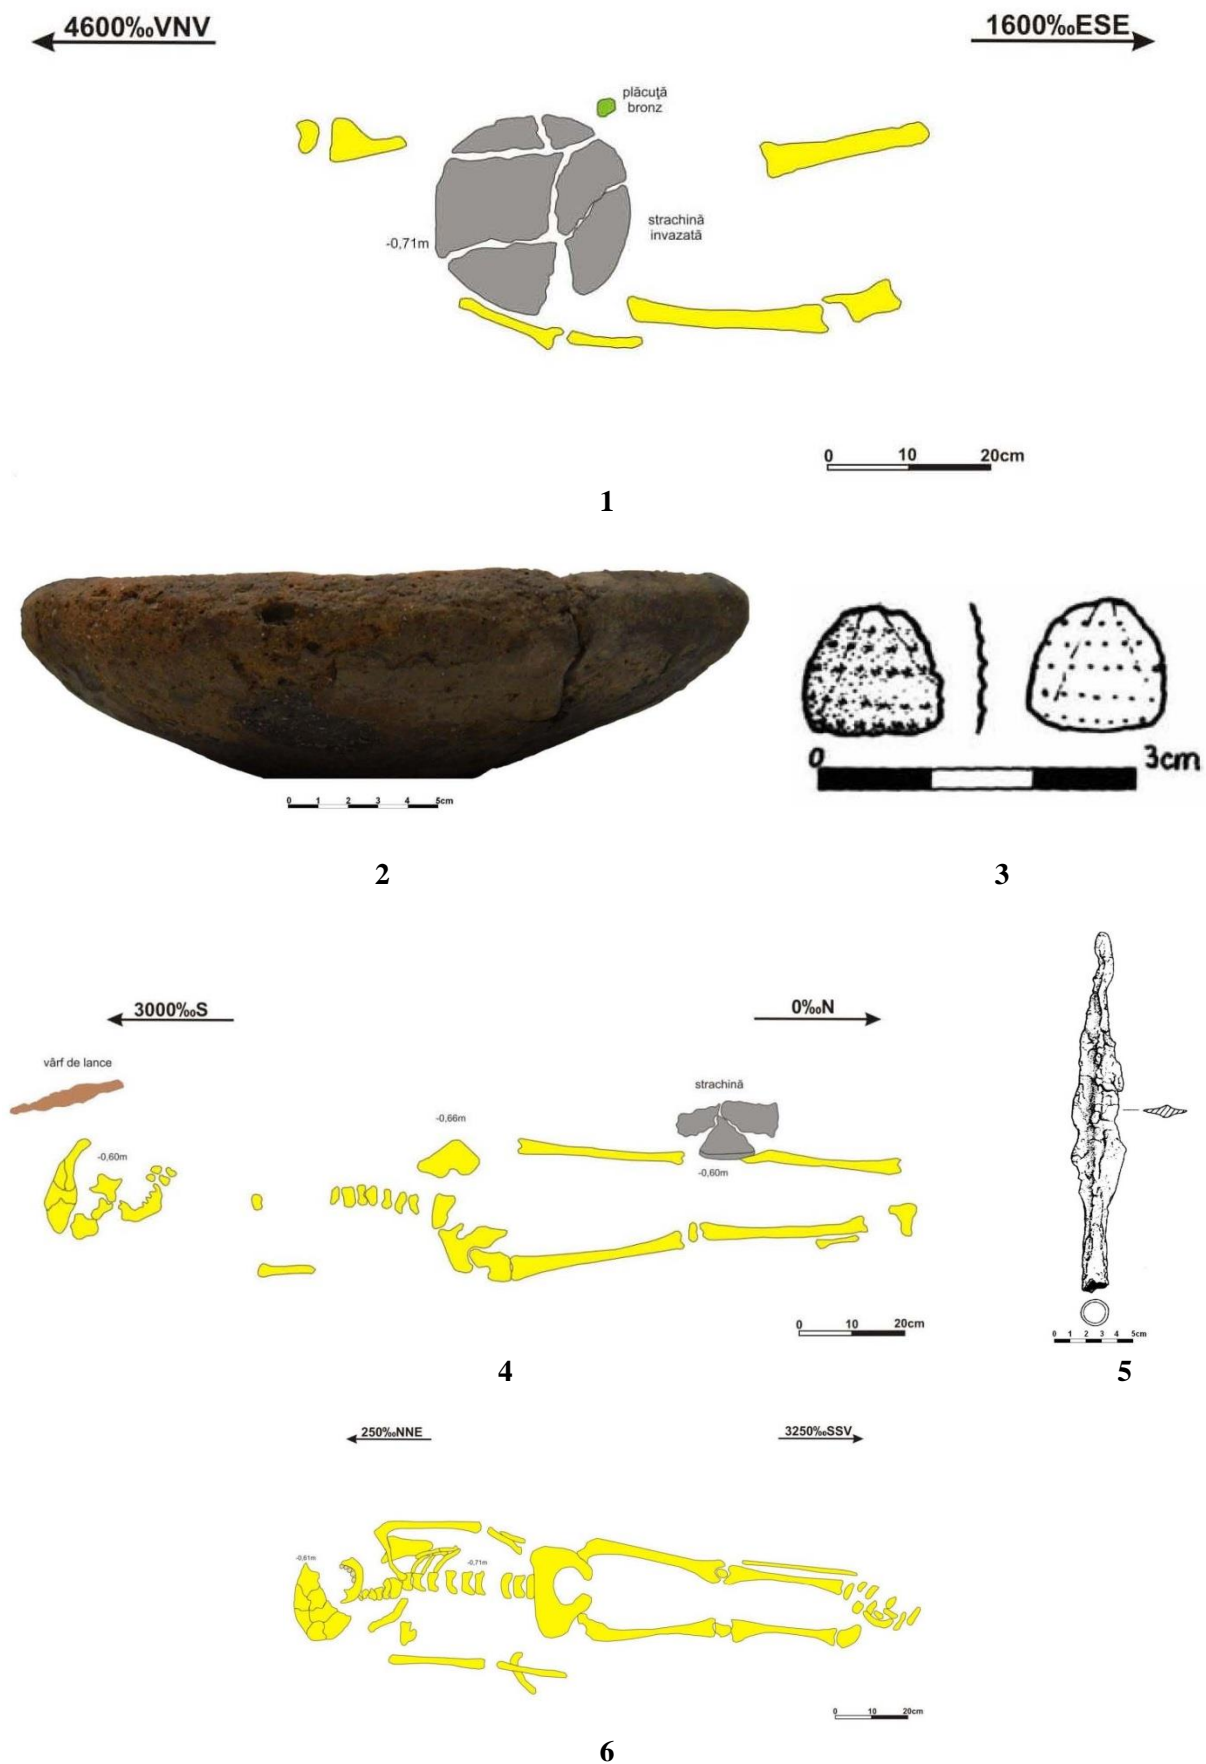 4600‰VNV
1600‰ESE
plăcuţă
bronz
strachină
invazată
-0,71m
0 10 20cm
1
0 1 2 3 4 5cm
0 3cm
2
3
3000‰S
0‰N
vârf de lance
strachină
-0,66m
-0,60m
-0,60m
0 10 20cm
0 1 2 3 4 5cm
4
5
250‰NNE
3250‰SSV
-0,61m
-0,71m
0 10 20cm
6